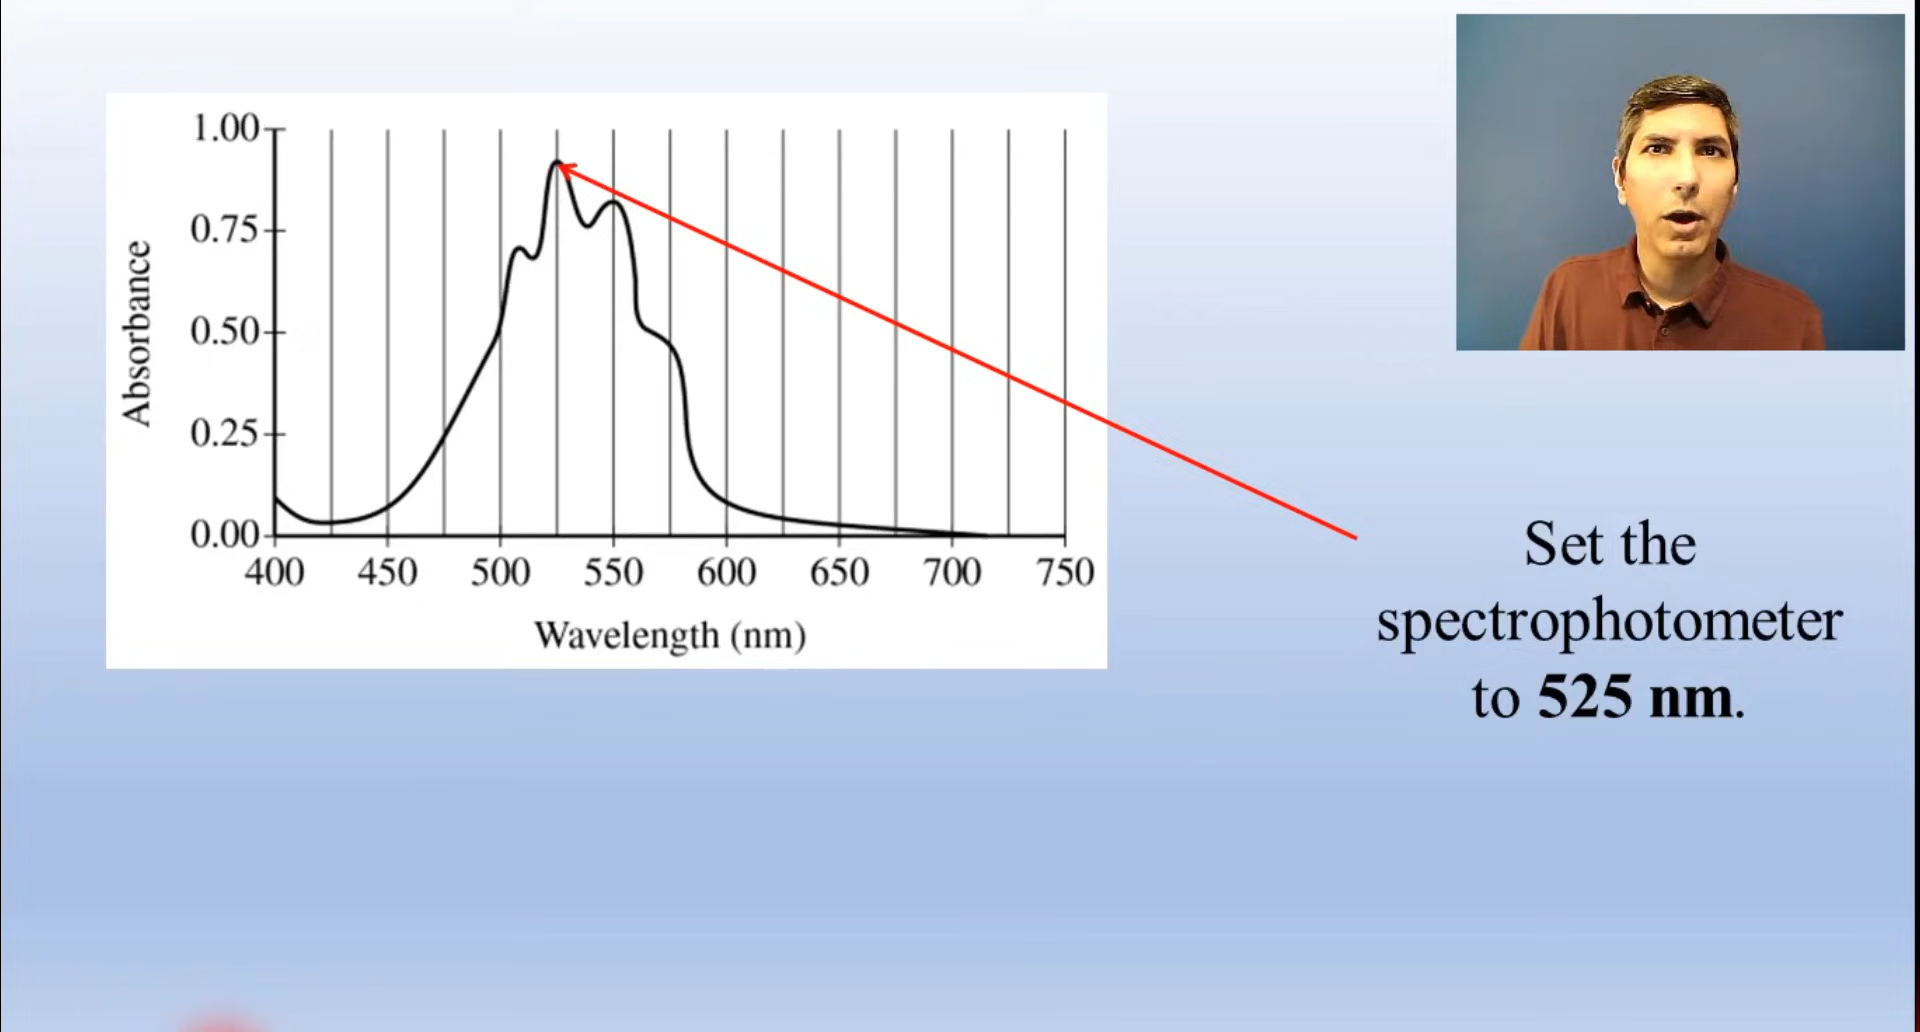 1.00
0.75
0.50
0.25
0.00
Absorbance
400 450 500 550 600 650 700 750
Wavelength (nm)
Set the
spectrophotometer
to 525 nm.